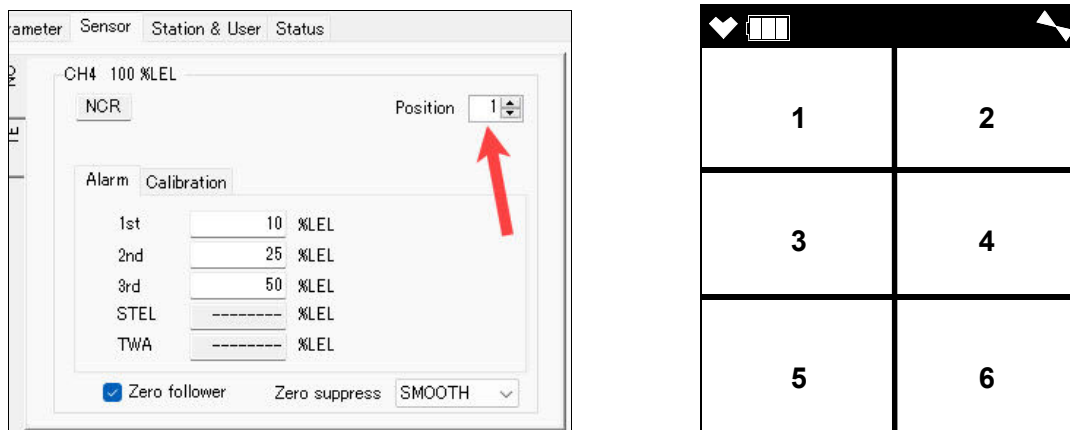 rameter Sensor Station & User Status
CH4 100 %LEL
NCR Position 1
Alarm Calibration
1st 10 %LEL
2nd 25 %LEL
3rd 50 %LEL
STEL -------- %LEL
TWA -------- %LEL
Zero follower Zero suppress SMOOTH
1 2
3 4
5 6